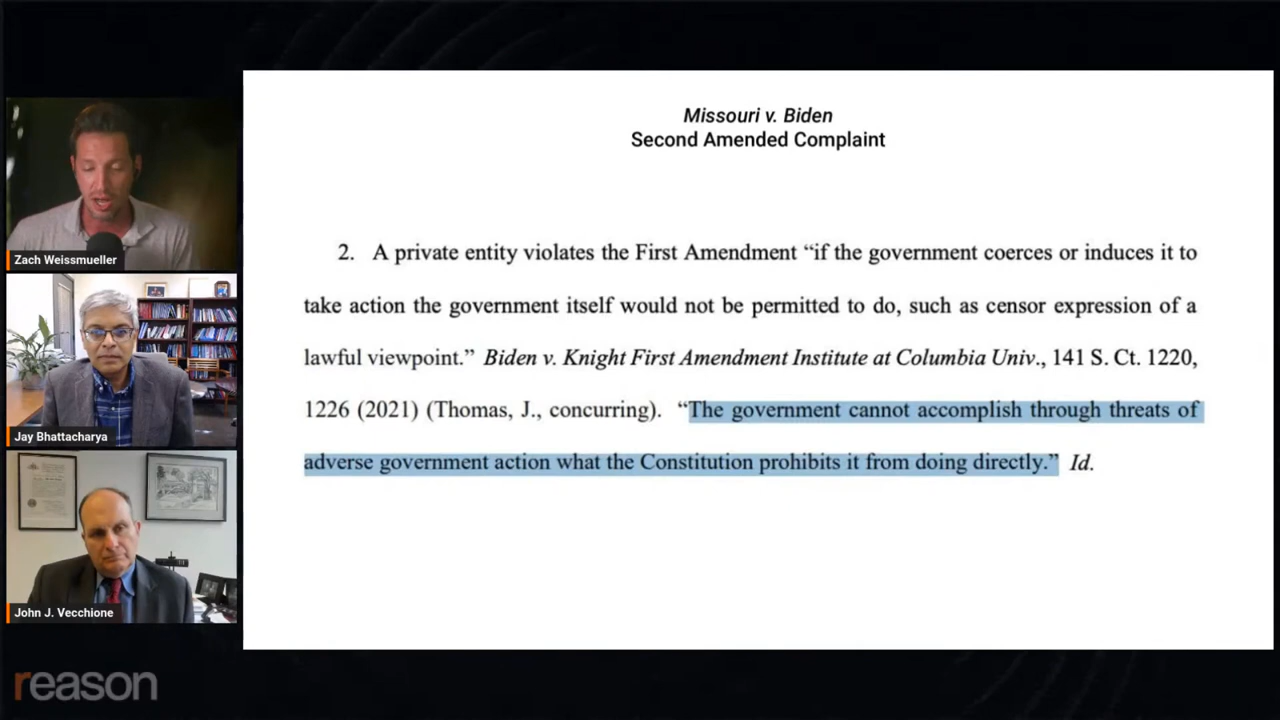 Missouri v. Biden
Second Amended Complaint
2. A private entity violates the First Amendment “if the government coerces or induces it to
take action the government itself would not be permitted to do, such as censor expression of a
lawful viewpoint.” Biden v. Knight First Amendment Institute at Columbia Univ., 141 S. Ct. 1220,
1226 (2021) (Thomas, J., concurring). “The government cannot accomplish through threats of
adverse government action what the Constitution prohibits it from doing directly.” Id.
Zach Weissmueller
Jay Bhattacharya
John J. Vecchione
reason